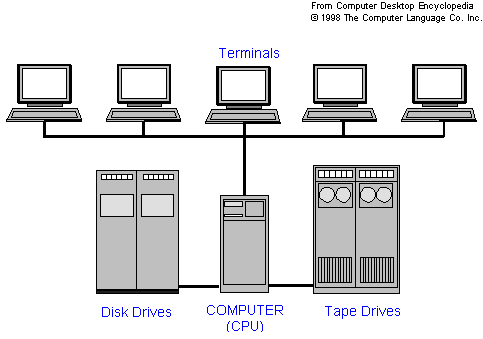 From Computer Desktop Encyclopedia
© 1998 The Computer Language Co. Inc.
Terminals
Disk Drives
COMPUTER
(CPU)
Tape Drives